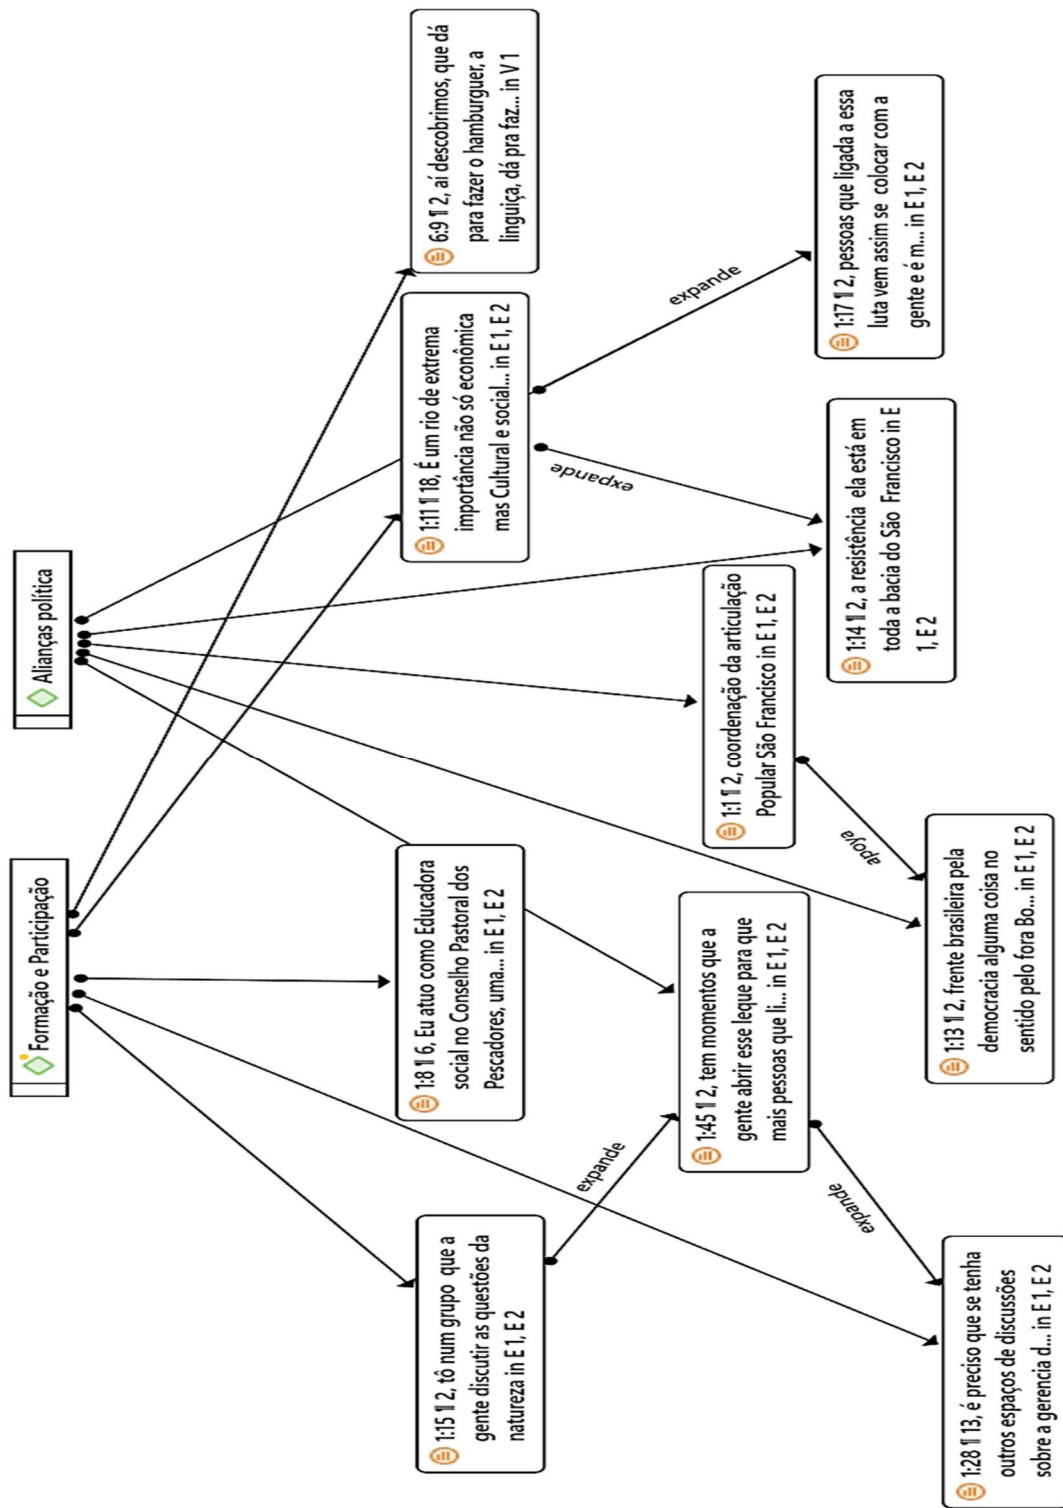 Formação e Participação
Alianças política
1:15 ¶ 2, tô num grupo que a
gente discutir as questões da
natureza in E 1, E 2
1:8 ¶ 6, Eu atuo como Educadora
social no Conselho Pastoral dos
Pescadores, uma... in E 1, E 2
1:11 ¶ 18, É um rio de extrema
importância não só econômica
mas Cultural e social... in E 1, E 2
6:9 ¶ 2, aí descobrimos, que dá
para fazer o hamburguer, a
linguiça, dá pra faz... in V 1
expande
expande
expande
1:45 ¶ 2, tem momentos que a
gente abrir esse leque para que
mais pessoas que li... in E 1, E 2
1:1 ¶ 2, coordenação da articulação
Popular São Francisco in E 1, E 2
expande
apoya
1:28 ¶ 13, é preciso que se tenha
outros espaços de discussões
sobre a gerencia d... in E 1, E 2
1:13 ¶ 2, frente brasileira pela
democracia alguma coisa no
sentido pelo fora Bo... in E 1, E 2
1:14 ¶ 2, a resistência ela está em
toda a bacia do São Francisco in E
1, E 2
1:17 ¶ 2, pessoas que ligada a essa
luta vem assim se colocar com a
gente e é m... in E 1, E 2